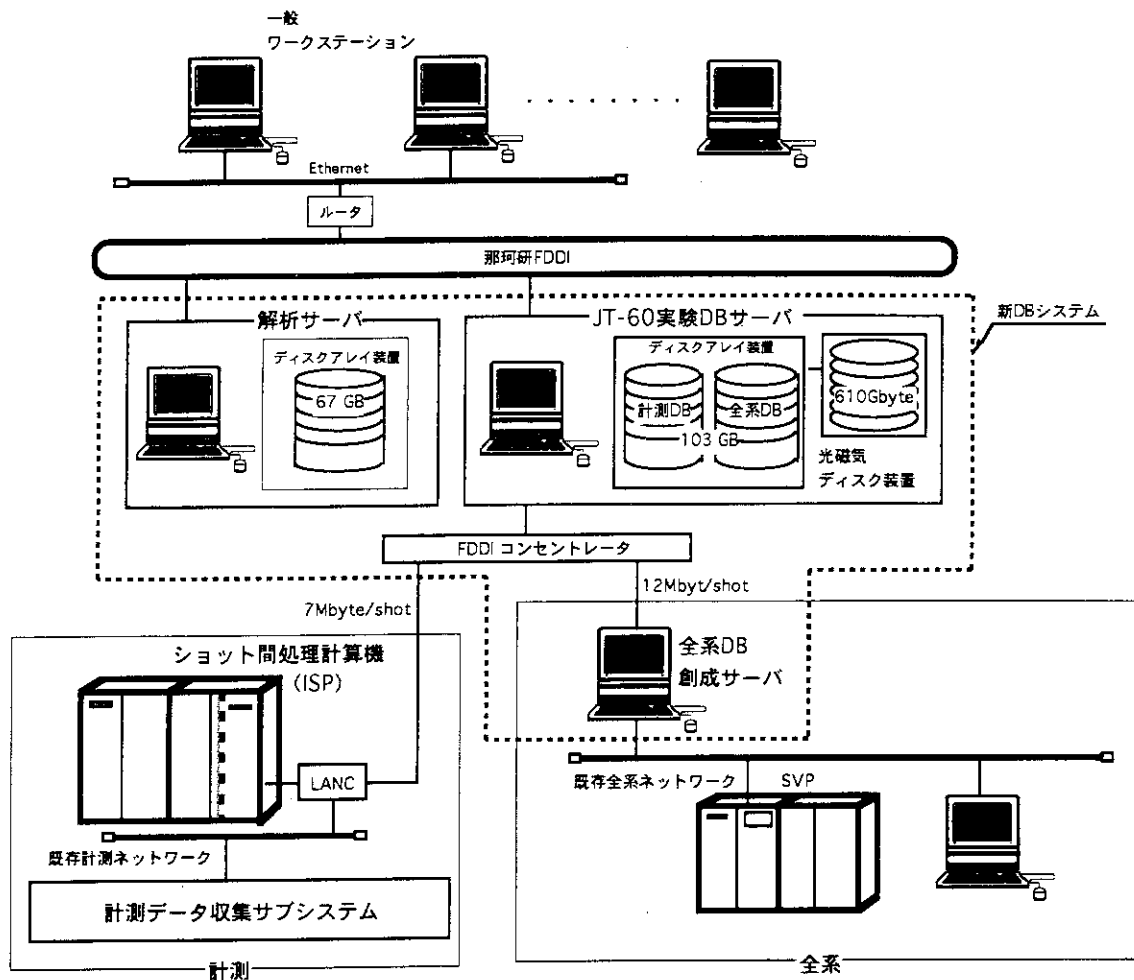 一般
ワークステーション
Ethernet
ルータ
那珂研FDDI
新DBシステム
解析サーバ
ディスクアレイ装置
67 GB
JT-60実験DBサーバ
ディスクアレイ装置
計測DB
全系DB
103 GB
610Gbyte
光磁気
ディスク装置
FDDI コンセントレータ
7Mbyte/shot
12Mbyt/shot
ショット間処理計算機
(ISP)
LANC
既存計測ネットワーク
計測データ収集サブシステム
計測
全系DB
創成サーバ
既存全系ネットワーク
SVP
全系